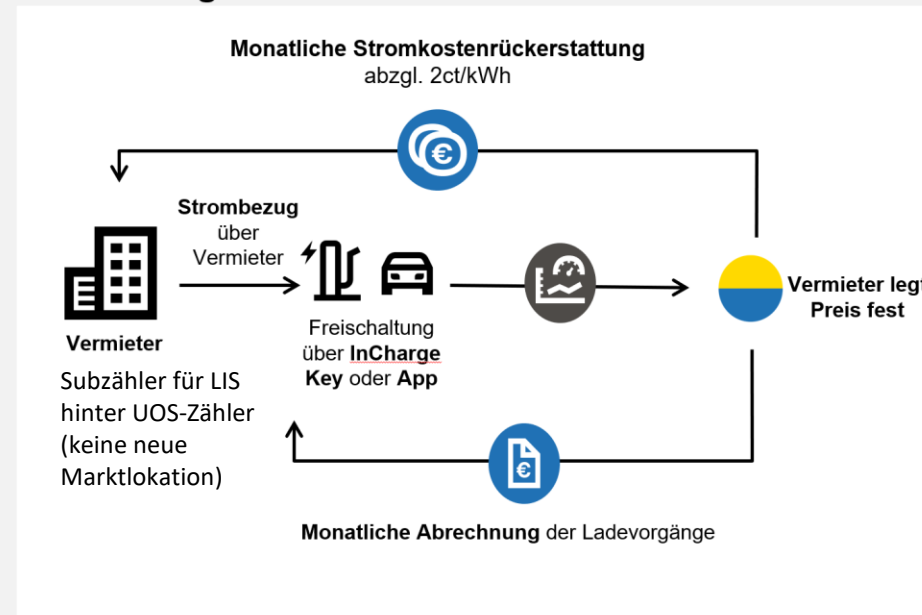 Monatliche Stromkostenrückerstattung
abzgl. 2ct/kWh
€
Strombezug
über
Vermieter
Vermieter
Freischaltung
über InCharge
Key oder App
Vermieter legt
Preis fest
Subzähler für LIS
hinter UOS-Zähler
(keine neue
Marktlokation)
€
Monatliche Abrechnung der Ladevorgänge